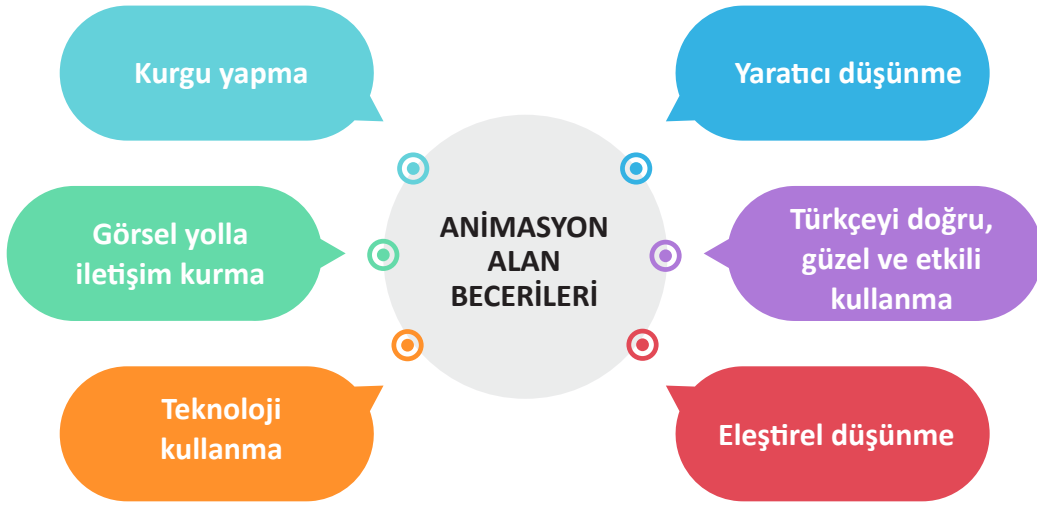 Kurgu yapma
Yaratıcı düşünme
Görsel yolla
iletişim kurma
ANİMASYON
ALAN
BECERİLERİ
Türkçeyi doğru,
güzel ve etkili
kullanma
Teknoloji
kullanma
Eleştirel düşünme